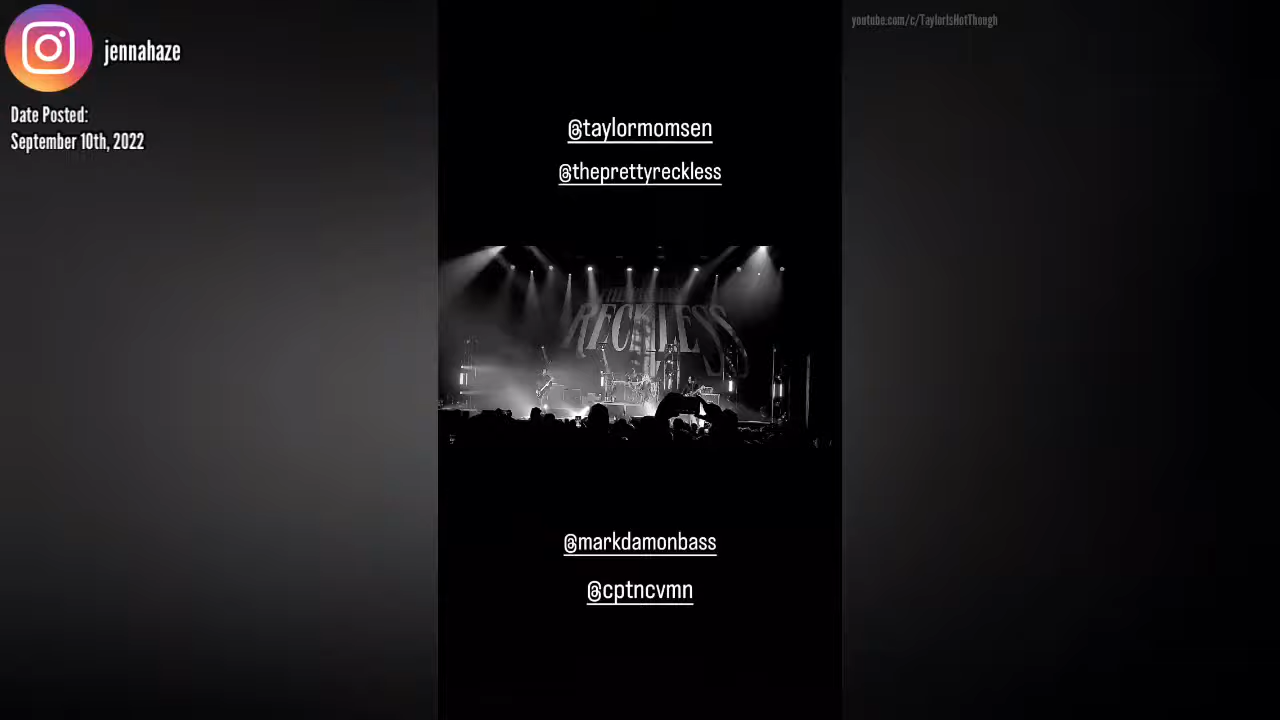 jennahaze
Date Posted:
September 10th, 2022
youtube.com/c/TaylorIsHotThough
@taylormomsen
@theprettyreckless
RECKLESS
@markdamonbass
@cptncvmn